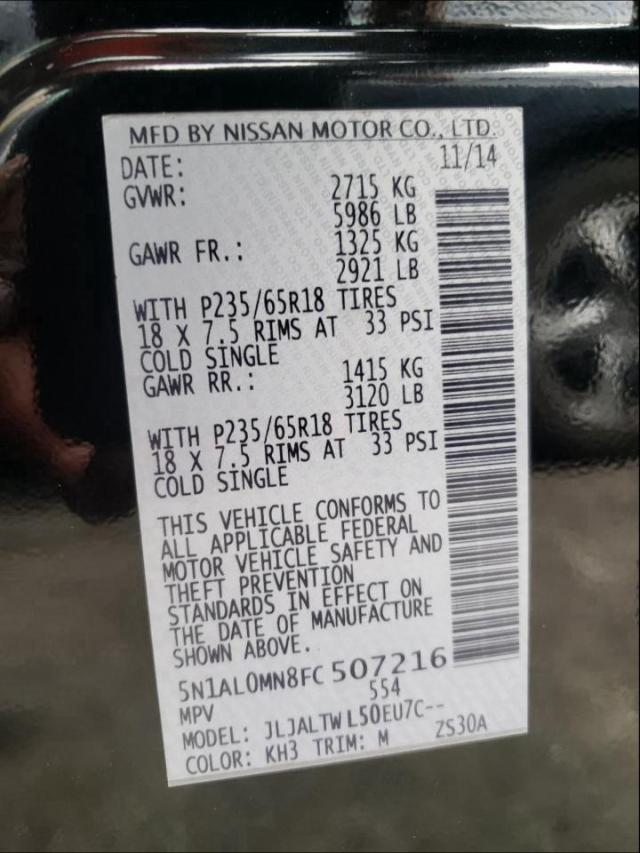 MFD BY NISSAN MOTOR CO., LTD.
DATE: 11/14
GVWR: 2715 KG
5986 LB
GAWR FR.: 1325 KG
2921 LB
WITH P235/65R18 TIRES
18 X 7.5 RIMS AT 33 PSI
COLD SINGLE
GAWR RR.: 1415 KG
3120 LB
WITH P235/65R18 TIRES
18 X 7.5 RIMS AT 33 PSI
COLD SINGLE
THIS VEHICLE CONFORMS TO
ALL APPLICABLE FEDERAL
MOTOR VEHICLE SAFETY AND
THEFT PREVENTION
STANDARDS IN EFFECT ON
THE DATE OF MANUFACTURE
SHOWN ABOVE.
5N1AL0MN8FC 507216
MPV 554
MODEL: JLJALTW L50EU7C--
COLOR: KH3 TRIM: M ZS30A